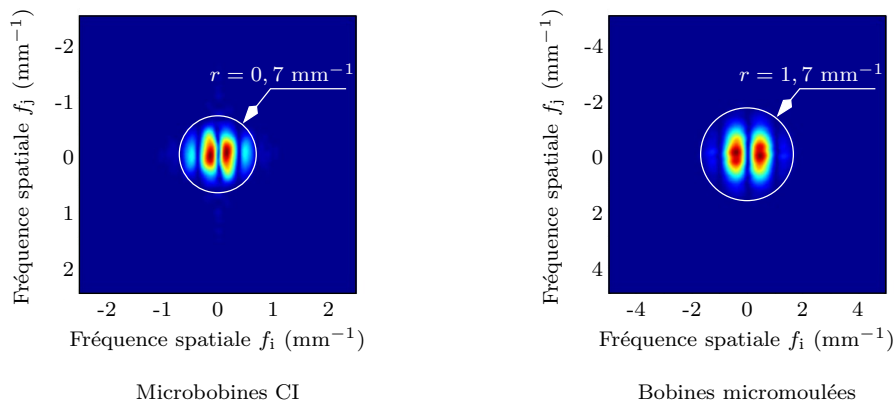 Fréquence spatiale fj (mm−1)
-2
-1
0
1
2
r = 0, 7 mm−1
-2 -1 0 1 2
Fréquence spatiale fi (mm−1)
Microbobines CI
Fréquence spatiale fj (mm−1)
-4
-2
0
2
4
r = 1, 7 mm−1
-4 -2 0 2 4
Fréquence spatiale fi (mm−1)
Bobines micromoulées